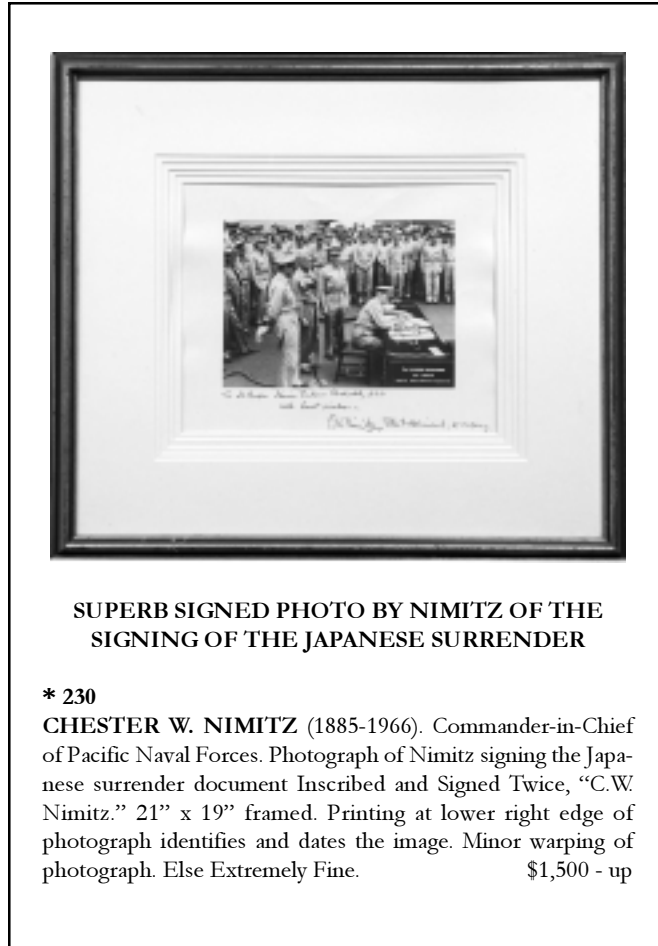 SUPERB SIGNED PHOTO BY NIMITZ OF THE
SIGNING OF THE JAPANESE SURRENDER
* 230
CHESTER W. NIMITZ (1885-1966). Commander-in-Chief
of Pacific Naval Forces. Photograph of Nimitz signing the Japa-
nese surrender document Inscribed and Signed Twice, “C.W.
Nimitz.” 21” x 19” framed. Printing at lower right edge of
photograph identifies and dates the image. Minor warping of
photograph. Else Extremely Fine. $1,500 - up